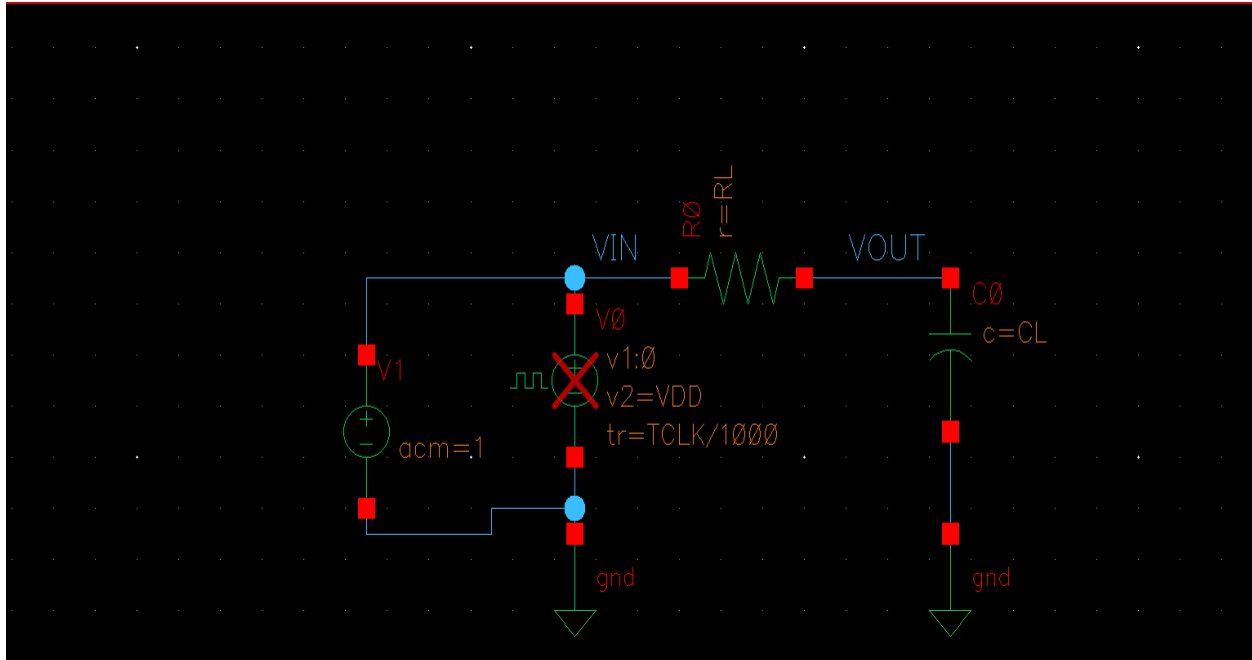 r=RL
R0
VIN
VOUT
C0
c=CL
V0
V1
v1:0
v2=VDD
tr=TCLK/1000
acm=1
gnd
gnd